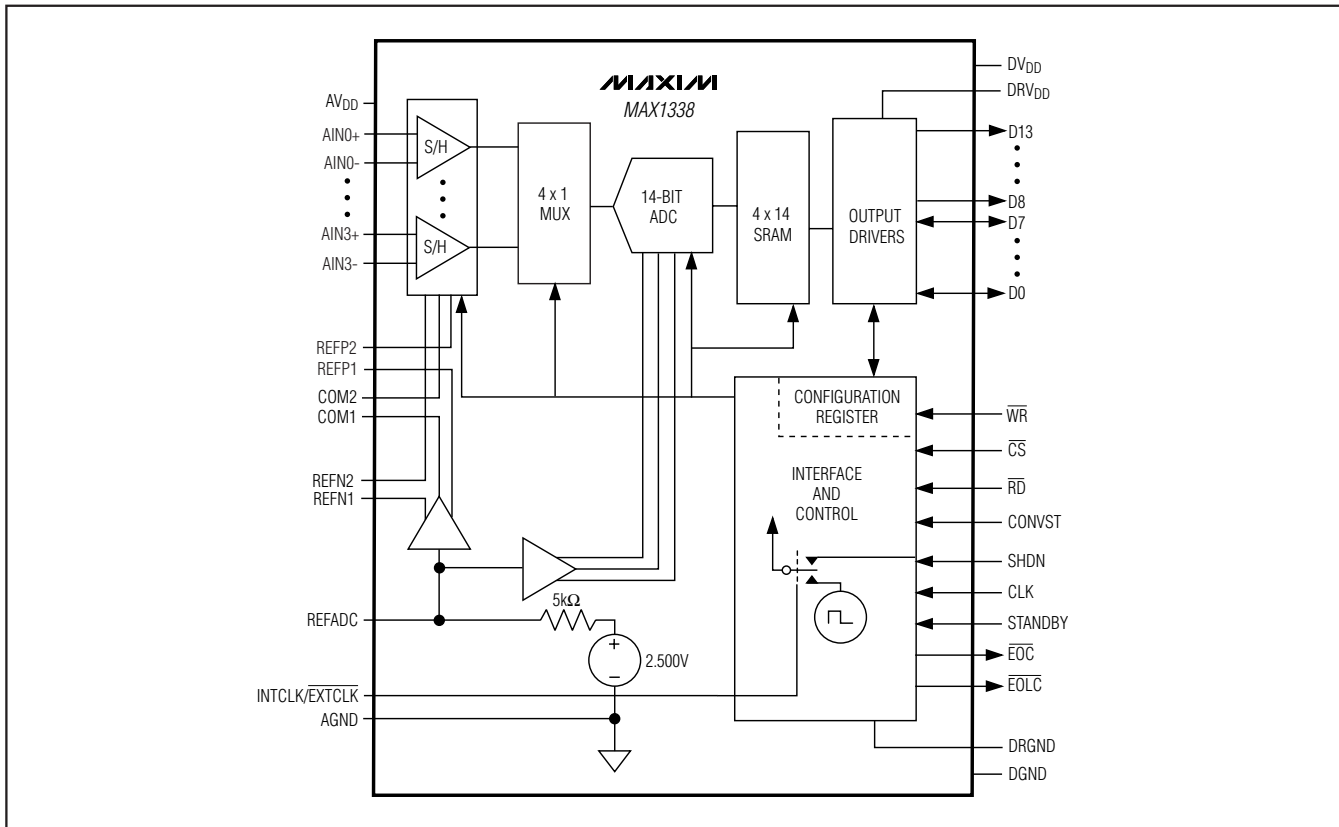 MAXIM
MAX1338
AVDD
AIN0+
AIN0-
AIN3+
AIN3-
REFP2
REFP1
COM2
COM1
REFN2
REFN1
REFADC
INTCLK/EXTCLK
AGND
S/H
S/H
4 x 1
MUX
14-BIT
ADC
4 x 14
SRAM
OUTPUT
DRIVERS
CONFIGURATION
REGISTER
INTERFACE
AND
CONTROL
5kΩ
+
2.500V
−
DVDD
DRVDD
D13
D8
D7
D0
WR
CS
RD
CONVST
SHDN
CLK
STANDBY
EOC
EOLC
DRGND
DGND